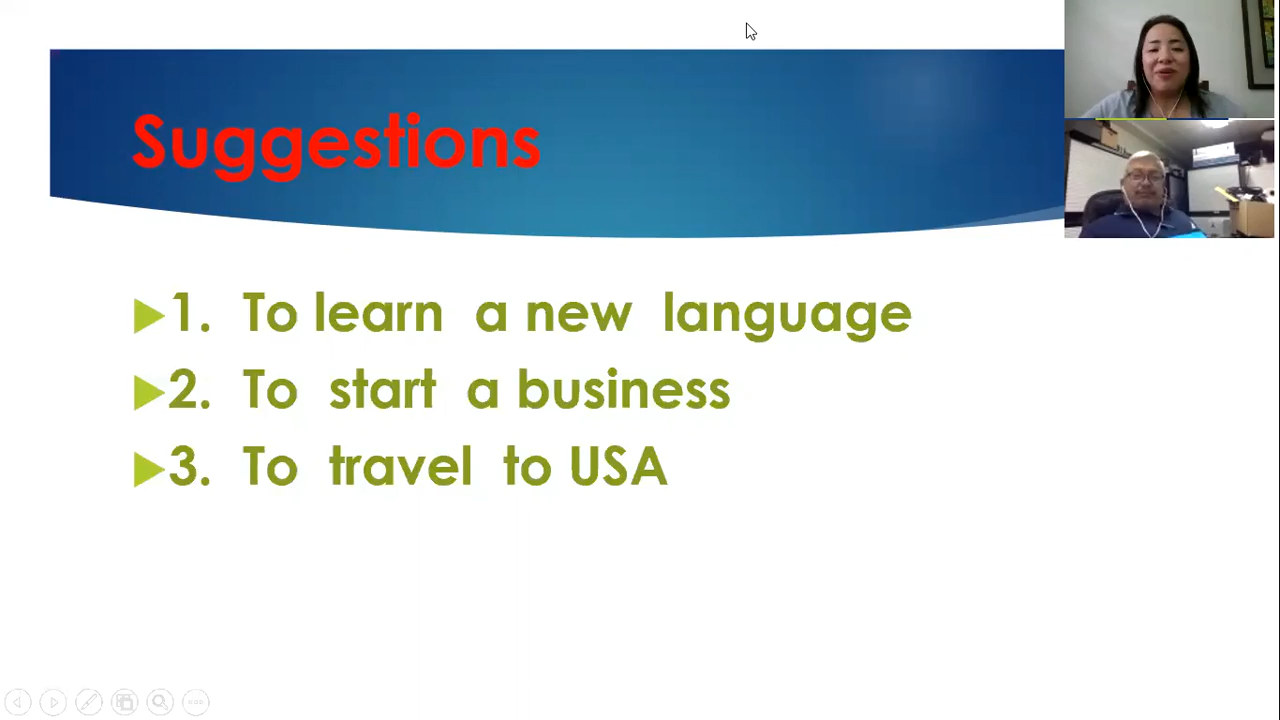 Suggestions
1. To learn a new language
2. To start a business
3. To travel to USA